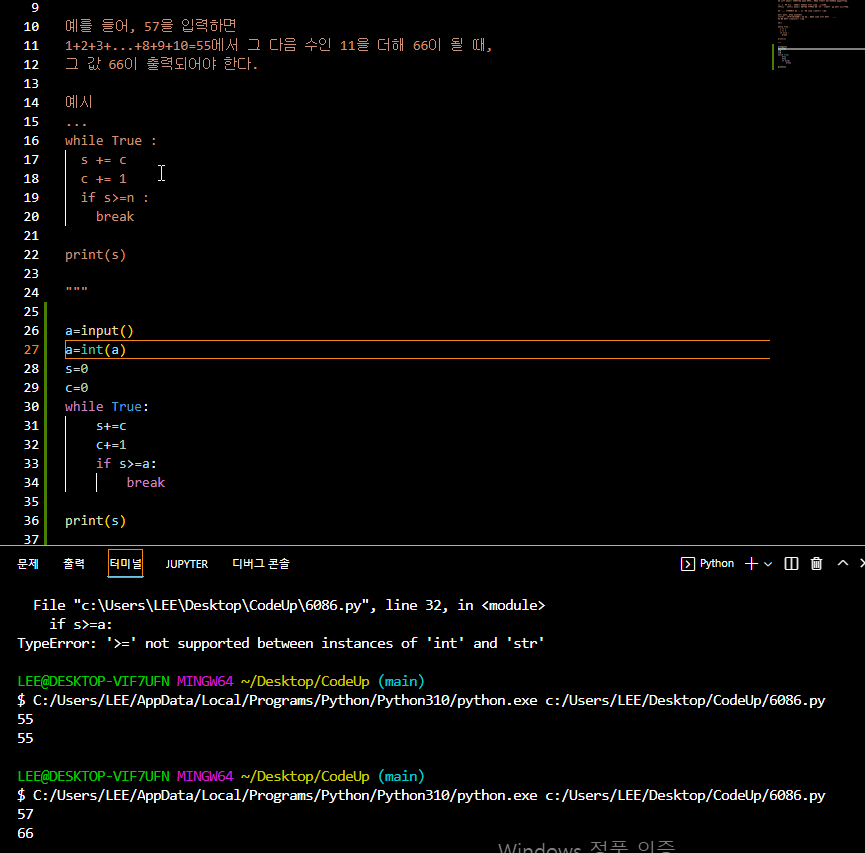 9
10 예를 들어, 57을 입력하면
11 1+2+3+...+8+9+10=55에서 그 다음 수인 11을 더해 66이 될 때,
12 그 값 66이 출력되어야 한다.
13
14 예시
15 ...
16 while True :
17 s += c
18 c += 1
19 if s>=n :
20 break
21
22 print(s)
23
24 """
25
26 a=input()
27 a=int(a)
28 s=0
29 c=0
30 while True:
31 s+=c
32 c+=1
33 if s>=a:
34 break
35
36 print(s)
37
문제 출력 터미널 JUPYTER 디버그 콘솔 Python
File "c:\Users\LEE\Desktop\CodeUp\6086.py", line 32, in <module>
if s>=a:
TypeError: '>=' not supported between instances of 'int' and 'str'
LEE@DESKTOP-VIF7UFN MINGW64 ~/Desktop/CodeUp (main)
$ C:/Users/LEE/AppData/Local/Programs/Python/Python310/python.exe c:/Users/LEE/Desktop/CodeUp/6086.py
55
55
LEE@DESKTOP-VIF7UFN MINGW64 ~/Desktop/CodeUp (main)
$ C:/Users/LEE/AppData/Local/Programs/Python/Python310/python.exe c:/Users/LEE/Desktop/CodeUp/6086.py
57
66
Windows 정품 인증